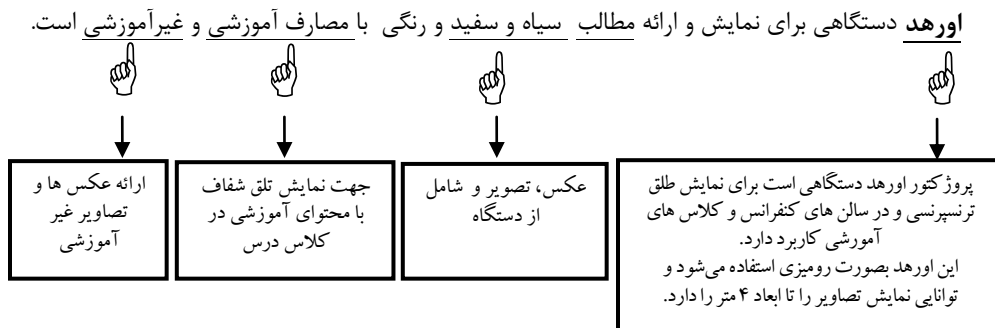 اورهد دستگاهی برای نمایش و ارائه مطالب سیاه و سفید و رنگی با مصارف آموزشی و غیرآموزشی است.
پروژکتور اورهد دستگاهی است برای نمایش طلق
ترنسپرنسی و در سالن های کنفرانس و کلاس های
آمورشی کاربرد دارد.
این اورهد بصورت رومیزی استفاده می‌شود و
توانایی نمایش تصاویر را تا ابعاد ۴ متر را دارد.
عکس، تصویر و شامل
از دستگاه
جهت نمایش تلق شفاف
با محتوای آموزشی در
کلاس درس
ارائه عکس ها و
تصاویر غیر
آموزشی